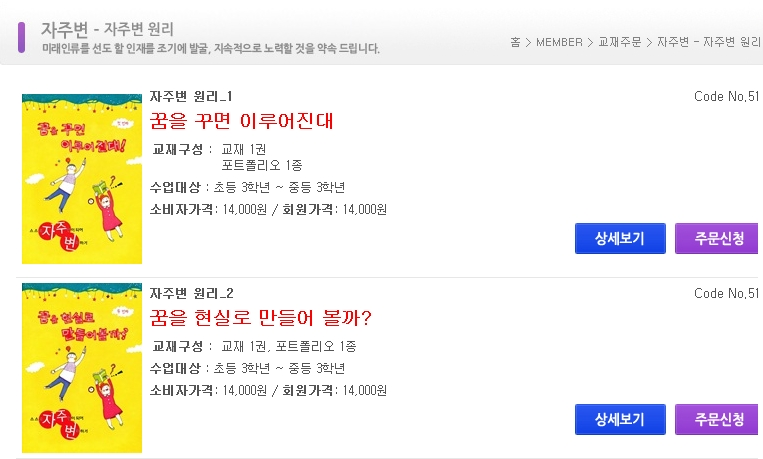 자주변 - 자주변 원리
미래인류를 선도 할 인재를 조기에 발굴, 지속적으로 노력할 것을 약속 드립니다.
홈 > MEMBER > 교재주문 > 자주변 - 자주변 원리
자주변 원리_1
Code No.51
꿈을 꾸면 이루어진대
교재구성 : 교재 1권
포트폴리오 1종
수업대상 : 초등 3학년 ~ 중등 3학년
소비자가격: 14,000원 / 회원가격: 14,000원
상세보기
주문신청
꿈을 꾸면
이루어진대!
자주변
자주변 원리_2
Code No.51
꿈을 현실로 만들어 볼까?
교재구성 : 교재 1권, 포트폴리오 1종
수업대상 : 초등 3학년 ~ 중등 3학년
소비자가격: 14,000원 / 회원가격: 14,000원
상세보기
주문신청
꿈을 현실로
만들어볼까?
자주변